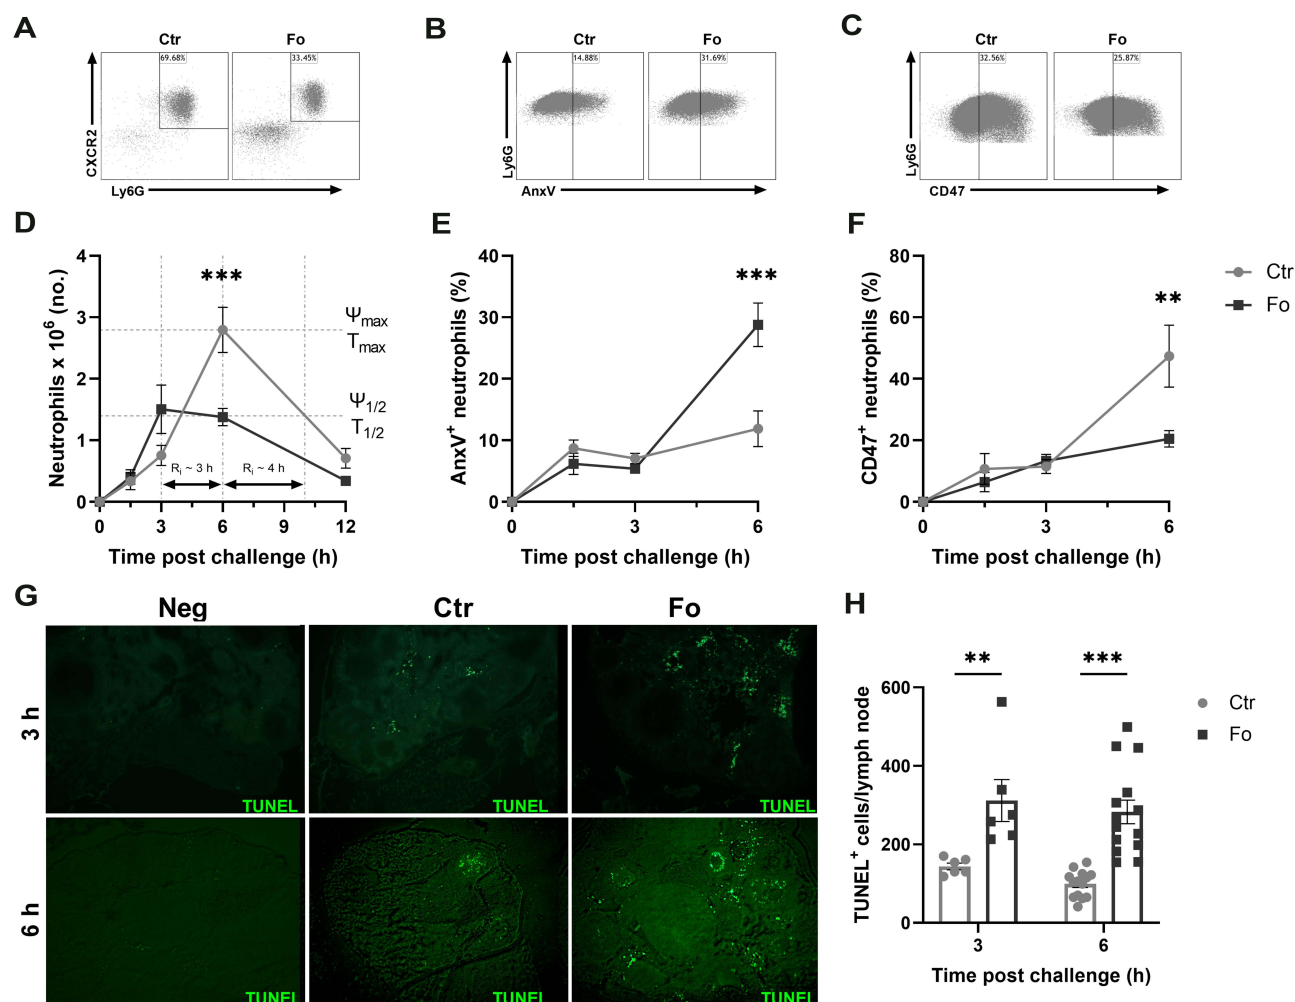 A
Ctr
Fo
69.68%
33.45%
CXCR2
Ly6G
B
Ctr
Fo
14.88%
31.69%
Ly6G
AnxV
C
Ctr
Fo
32.56%
25.87%
Ly6G
CD47
D
Neutrophils x 10⁶ (no.)
4
3
2
1
0
***
Ψmax
Tmax
Ψ1/2
T1/2
Ri ~ 3 h
Ri ~ 4 h
0
3
6
9
12
Time post challenge (h)
E
AnxV⁺ neutrophils (%)
40
30
20
10
0
***
0
3
6
Time post challenge (h)
F
CD47⁺ neutrophils (%)
80
60
40
20
0
**
0
3
6
Time post challenge (h)
Ctr
Fo
G
Neg
Ctr
Fo
3 h
TUNEL
TUNEL
TUNEL
6 h
TUNEL
TUNEL
TUNEL
H
TUNEL⁺ cells/lymph node
600
400
200
0
**
***
3
6
Time post challenge (h)
Ctr
Fo